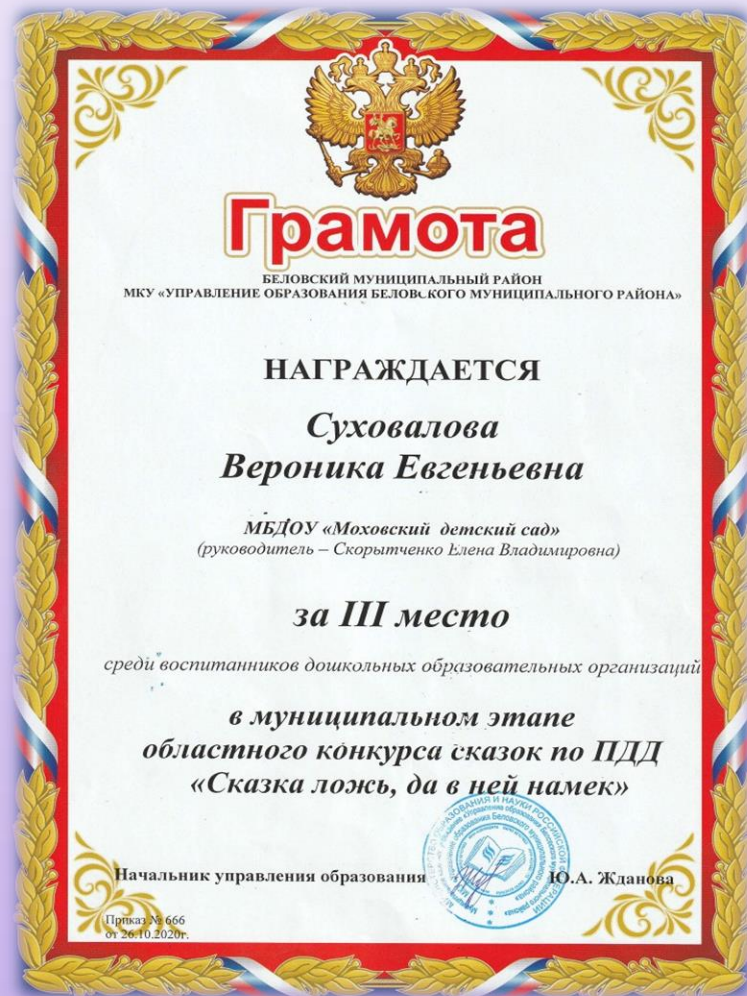 Грамота
БЕЛОВСКИЙ МУНИЦИПАЛЬНЫЙ РАЙОН
МКУ «УПРАВЛЕНИЕ ОБРАЗОВАНИЯ БЕЛОВСКОГО МУНИЦИПАЛЬНОГО РАЙОНА»
НАГРАЖДАЕТСЯ
Суховалова
Вероника Евгеньевна
МБДОУ «Моховский детский сад»
(руководитель – Скорытченко Елена Владимировна)
за III место
среди воспитанников дошкольных образовательных организаций
в муниципальном этапе
областного конкурса сказок по ПДД
«Сказка ложь, да в ней намек»
Начальник управления образования Ю.А. Жданова
Приказ № 666
от 26.10.2020г.